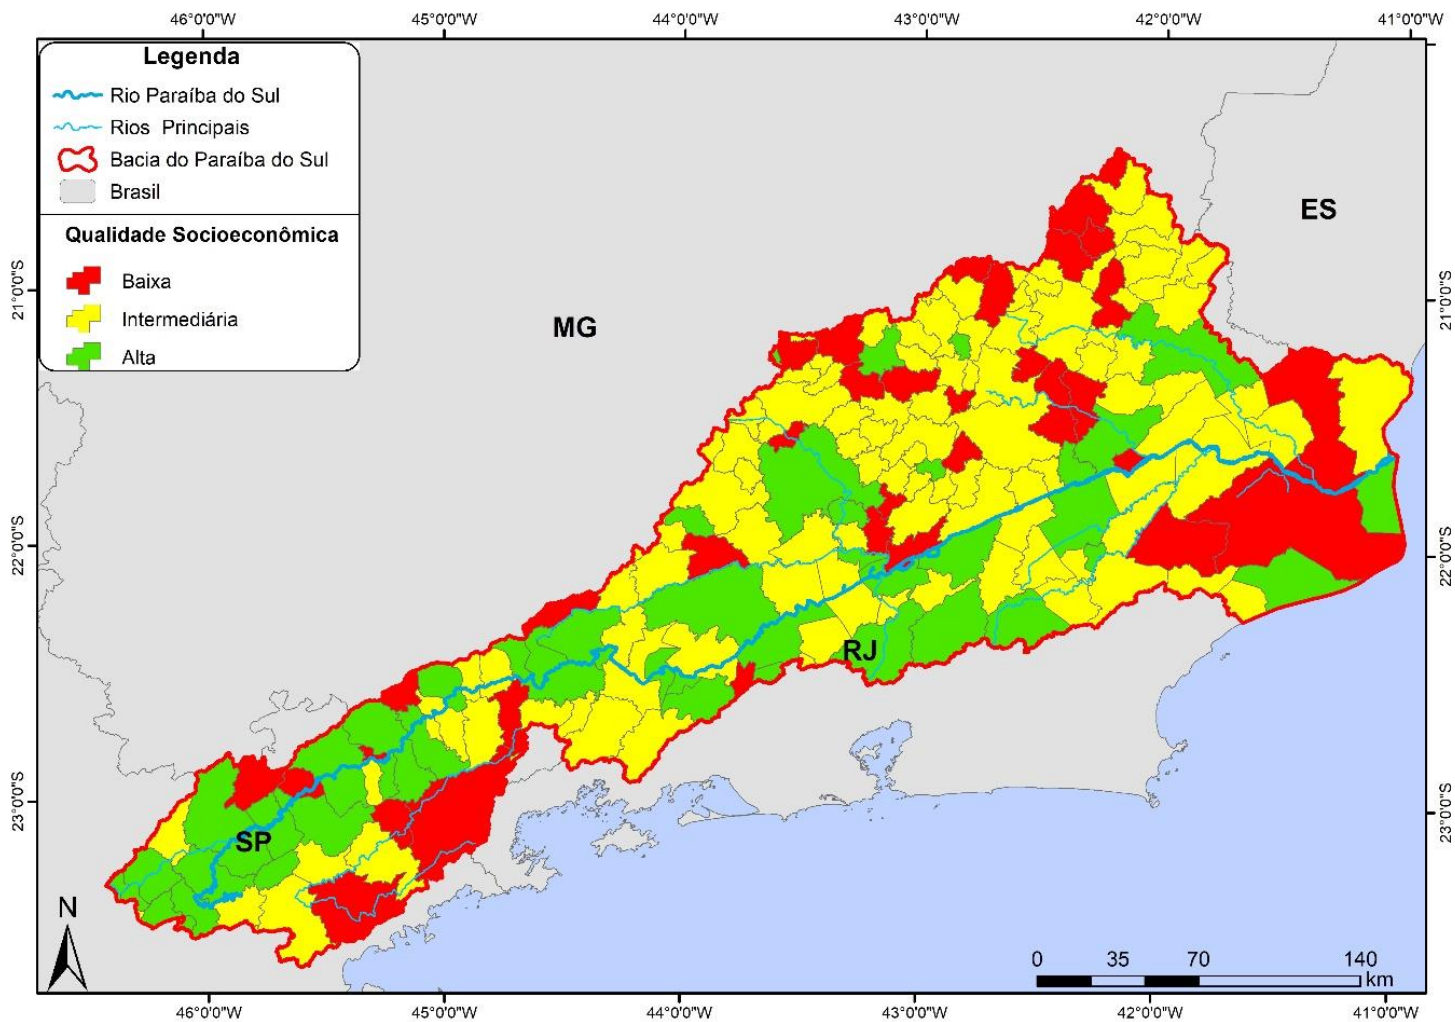 46°0'0"W 45°0'0"W 44°0'0"W 43°0'0"W 42°0'0"W 41°0'0"W
Legenda
Rio Paraíba do Sul
Rios Principais
Bacia do Paraíba do Sul
Brasil
Qualidade Socioeconômica
Baixa
Intermediária
Alta
ES
MG
RJ
SP
21°0'0"S 21°0'0"S
22°0'0"S 22°0'0"S
23°0'0"S 23°0'0"S
N
0 35 70 140
km
46°0'0"W 45°0'0"W 44°0'0"W 43°0'0"W 42°0'0"W 41°0'0"W